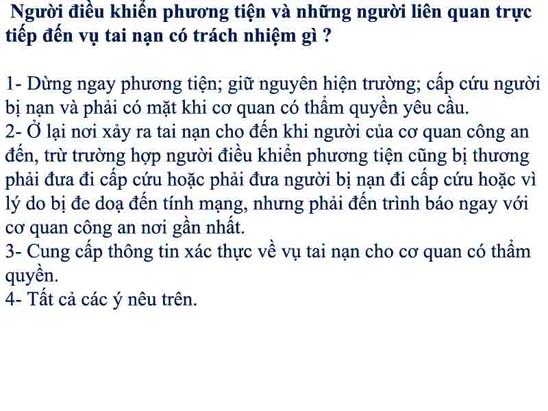 Người điều khiển phương tiện và những người liên quan trực
tiếp đến vụ tai nạn có trách nhiệm gì ?
1- Dừng ngay phương tiện; giữ nguyên hiện trường; cấp cứu người
bị nạn và phải có mặt khi cơ quan có thẩm quyền yêu cầu.
2- Ở lại nơi xảy ra tai nạn cho đến khi người của cơ quan công an
đến, trừ trường hợp người điều khiển phương tiện cũng bị thương
phải đưa đi cấp cứu hoặc phải đưa người bị nạn đi cấp cứu hoặc vì
lý do bị đe doạ đến tính mạng, nhưng phải đến trình báo ngay với
cơ quan công an nơi gần nhất.
3- Cung cấp thông tin xác thực về vụ tai nạn cho cơ quan có thẩm
quyền.
4- Tất cả các ý nêu trên.